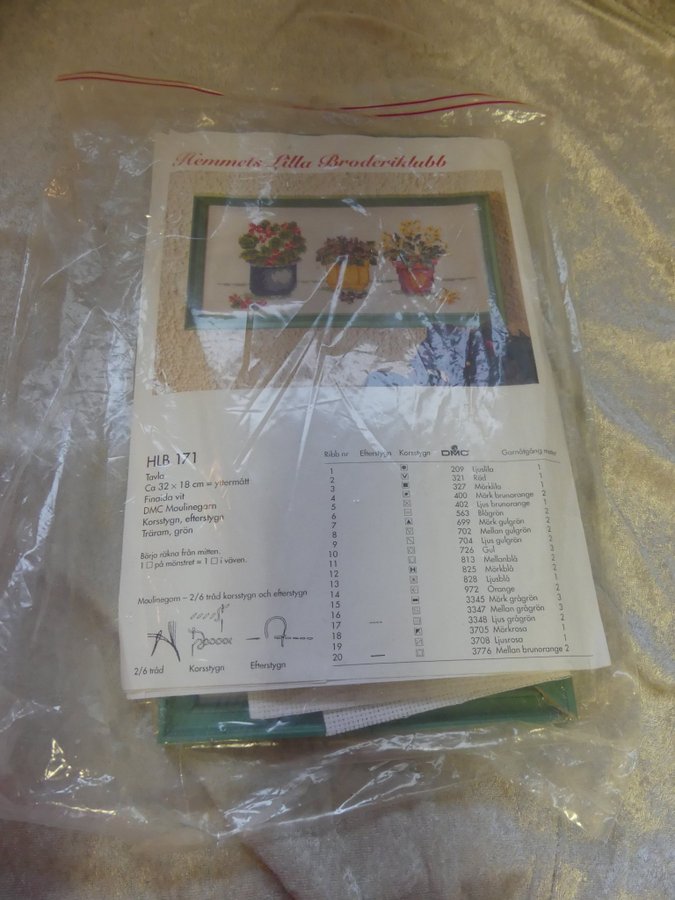 Hemmets Lilla Broderiklubb
HLB 171
Tavla
Ca 32 × 18 cm = yttermått
Finaida vit
DMC Moulinegarn
Korsstygn, efterstygn
Träram, grön
Börja räkna från mitten.
1 □ på mönstret = 1 □ i väven.
Moulinegarn – 2/6 tråd korsstygn och efterstygn
2/6 tråd Korsstygn Efterstygn
Ribb nr Efterstygn Korsstygn DMC Garnåtgång meter
1 209 Ljuslila 1
2 321 Röd 1
3 327 Mörklila 1
4 400 Mörk brunorange 2
5 402 Ljus brunorange 1
6 563 Blågrön 2
7 699 Mörk gulgrön 2
8 702 Mellan gulgrön 2
9 704 Ljus gulgrön 2
10 726 Gul 3
11 813 Mellanblå 2
12 825 Mörkblå 2
13 828 Ljusblå 1
14 972 Orange 2
15 3345 Mörk grågrön 3
16 3347 Mellan grågrön 3
17 3348 Ljus grågrön 2
18 3705 Mörkrosa 1
19 3708 Ljusrosa 1
20 3776 Mellan brunorange 2